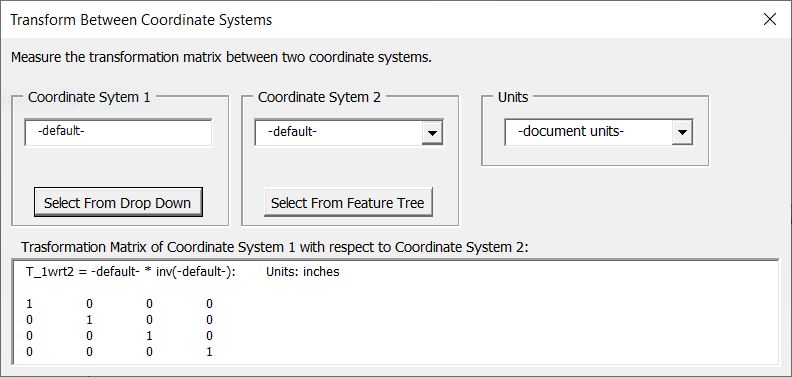 Transform Between Coordinate Systems
Measure the transformation matrix between two coordinate systems.
Coordinate Sytem 1
Coordinate Sytem 2
Units
-default-
-default-
-document units-
Select From Drop Down
Select From Feature Tree
Trasformation Matrix of Coordinate System 1 with respect to Coordinate System 2:
T_1wrt2 = -default- * inv(-default-): Units: inches
1 0 0 0
0 1 0 0
0 0 1 0
0 0 0 1